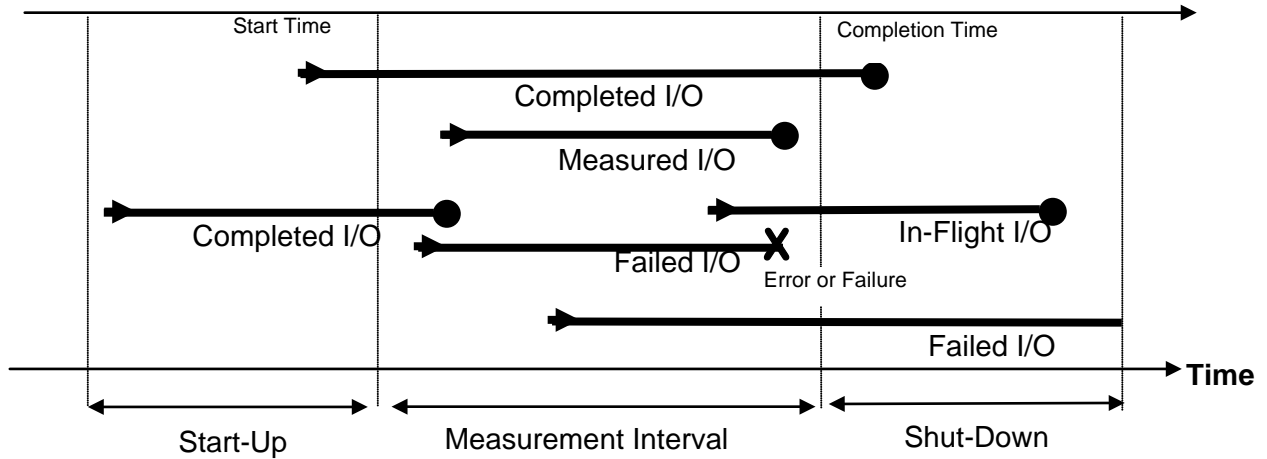 Start Time
Completion Time
Completed I/O
Measured I/O
Completed I/O
In-Flight I/O
Failed I/O
Error or Failure
Failed I/O
Time
Start-Up
Measurement Interval
Shut-Down